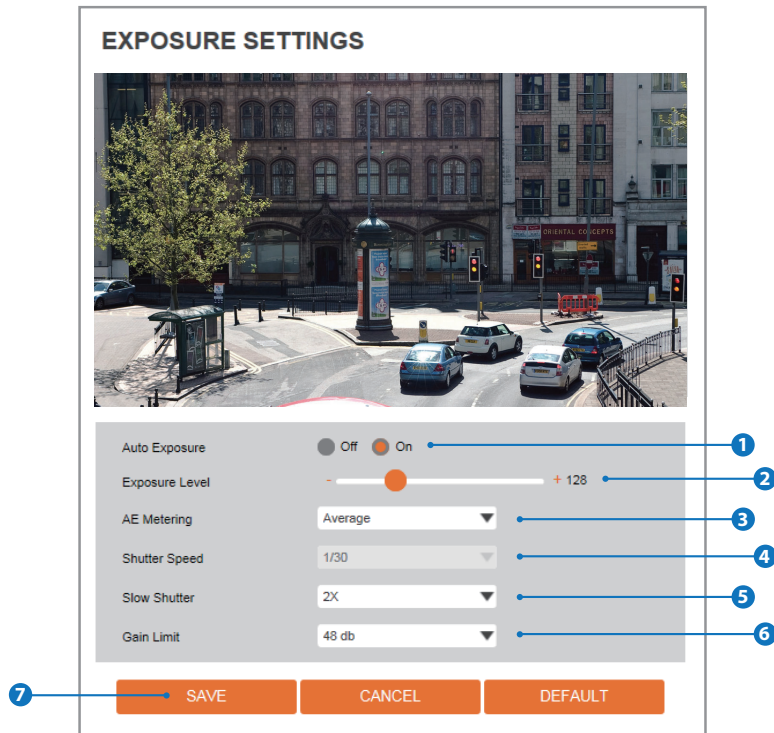 EXPOSURE SETTINGS
ORIENTAL CONCEPTS
Auto Exposure Off On 1
Exposure Level - + 128 2
AE Metering Average 3
Shutter Speed 1/30 4
Slow Shutter 2X 5
Gain Limit 48 db 6
7 SAVE CANCEL DEFAULT